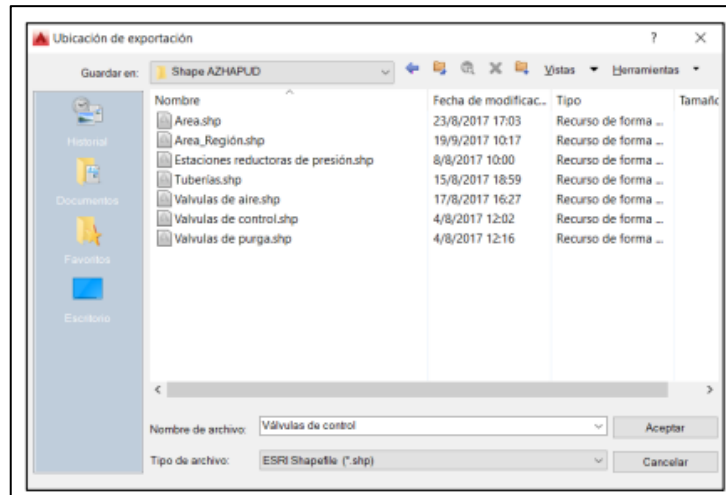 Ubicación de exportación ? X
Guardar en: Shape AZHAPUD Vistas Herramientas
Nombre Fecha de modificac... Tipo Tamaño
Area.shp 23/8/2017 17:03 Recurso de forma ...
Area_Región.shp 19/9/2017 10:17 Recurso de forma ...
Estaciones reductoras de presión.shp 8/8/2017 10:00 Recurso de forma ...
Tuberías.shp 15/8/2017 18:59 Recurso de forma ...
Valvulas de aire.shp 17/8/2017 16:27 Recurso de forma ...
Valvulas de control.shp 4/8/2017 12:02 Recurso de forma ...
Valvulas de purga.shp 4/8/2017 12:16 Recurso de forma ...
Historial
Documentos
Favoritos
Escritorio
Nombre de archivo: Válvulas de control Aceptar
Tipo de archivo: ESRI Shapefile (*.shp) Cancelar